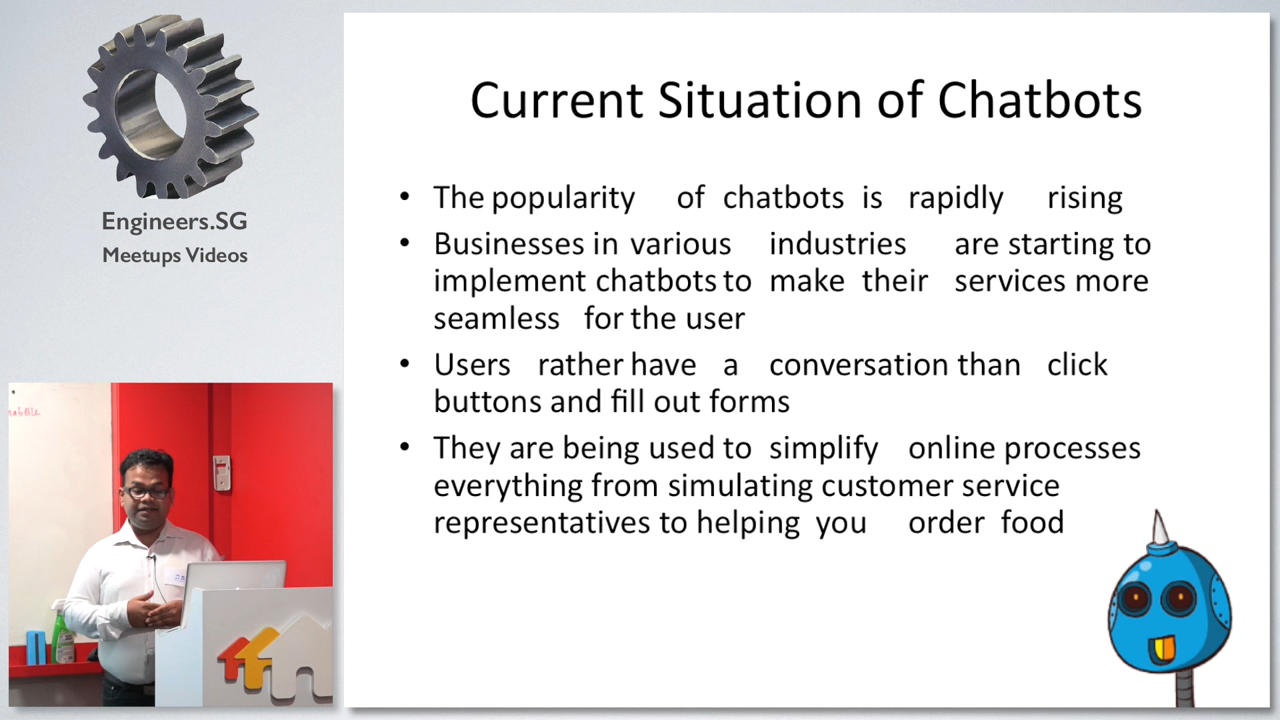 Engineers.SG
Meetups Videos
Current Situation of Chatbots
• The popularity of chatbots is rapidly rising
• Businesses in various industries are starting to
implement chatbots to make their services more
seamless for the user
• Users rather have a conversation than click
buttons and fill out forms
• They are being used to simplify online processes
everything from simulating customer service
representatives to helping you order food